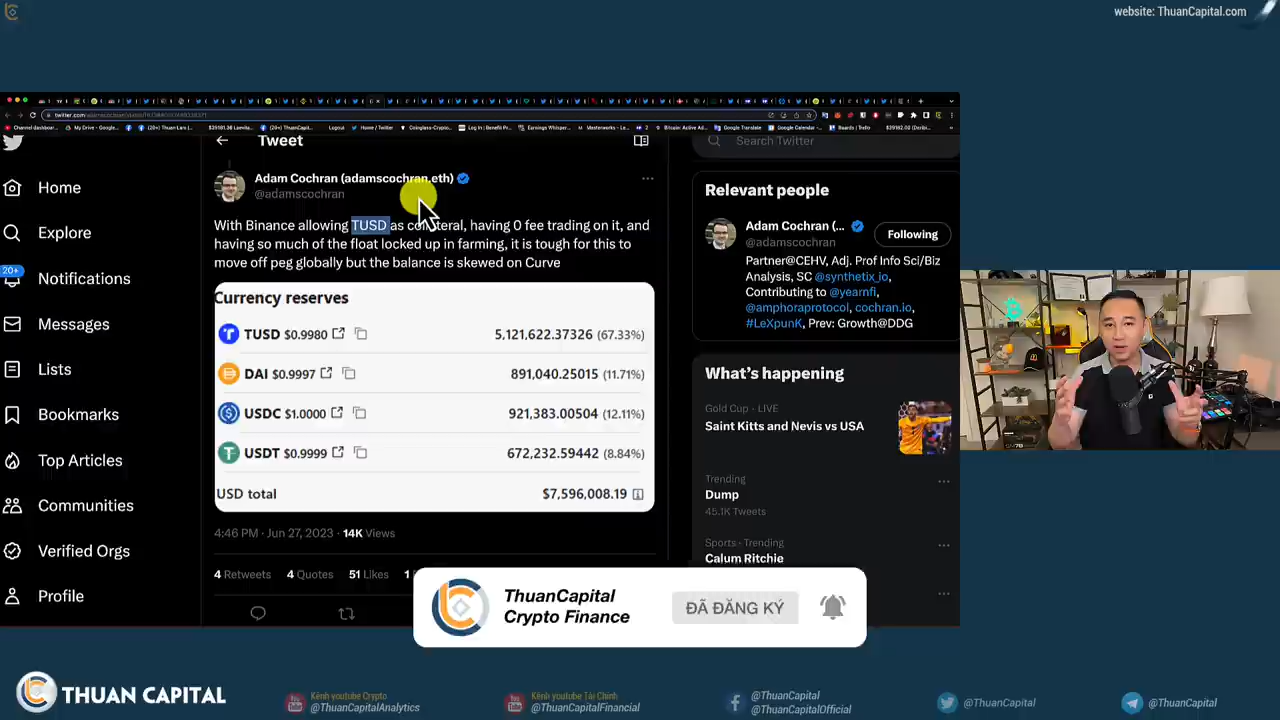 website: ThuanCapital.com
Tweet
Search Twitter
Adam Cochran (adamscochran.eth)
@adamscochran
With Binance allowing TUSD as collateral, having 0 fee trading on it, and
having so much of the float locked up in farming, it is tough for this to
move off peg globally but the balance is skewed on Curve
Currency reserves
TUSD $0.9980 5,121,622.37326 (67.33%)
DAI $0.9997 891,040.25015 (11.71%)
USDC $1.0000 921,383.00504 (12.11%)
USDT $0.9999 672,232.59442 (8.84%)
USD total $7,596,008.19
4:46 PM · Jun 27, 2023 · 14K Views
4 Retweets 4 Quotes 51 Likes 1
Home
Explore
20+
Notifications
Messages
Lists
Bookmarks
Top Articles
Communities
Verified Orgs
Profile
Relevant people
Adam Cochran (...
@adamscochran
Following
Partner@CEHV, Adj. Prof Info Sci/Biz
Analysis, SC @synthetix_io,
Contributing to @yearnfi,
@amphoraprotocol, cochran.io,
#LeXpunK, Prev: Growth@DDG
What's happening
Gold Cup · LIVE
Saint Kitts and Nevis vs USA
Trending
Dump
45.1K Tweets
Sports · Trending
Calum Ritchie
ThuanCapital
Crypto Finance
ĐÃ ĐĂNG KÝ
THUAN CAPITAL
Kênh youtube Crypto
@ThuanCapitalAnalytics
Kênh youtube Tài Chính
@ThuanCapitalFinancial
@ThuanCapital
@ThuanCapitalOfficial
@ThuanCapital
@ThuanCapital